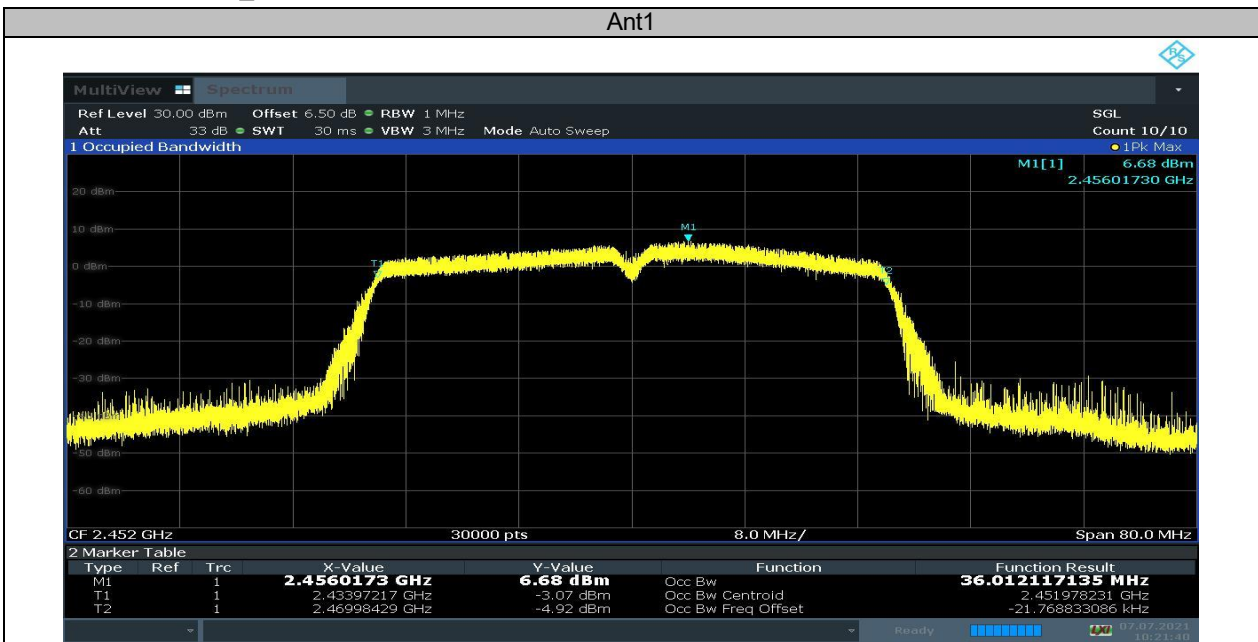 Ant1
R&S
MultiView Spectrum
Ref Level 30.00 dBm Offset 6.50 dB RBW 1 MHz SGL
Att 33 dB SWT 30 ms VBW 3 MHz Mode Auto Sweep Count 10/10
1 Occupied Bandwidth 1Pk Max
M1[1] 6.68 dBm
2.45601730 GHz
20 dBm
M1
10 dBm
T1
0 dBm
-10 dBm
-20 dBm
-30 dBm
-50 dBm
-60 dBm
CF 2.452 GHz 30000 pts 8.0 MHz/ Span 80.0 MHz
2 Marker Table
Type Ref Trc X-Value Y-Value Function Function Result
M1 1 2.4560173 GHz 6.68 dBm Occ Bw 36.012117135 MHz
T1 1 2.43397217 GHz -3.07 dBm Occ Bw Centroid 2.451978231 GHz
T2 1 2.46998429 GHz -4.92 dBm Occ Bw Freq Offset -21.768833086 kHz
Ready 07.07.2021
10:21:40